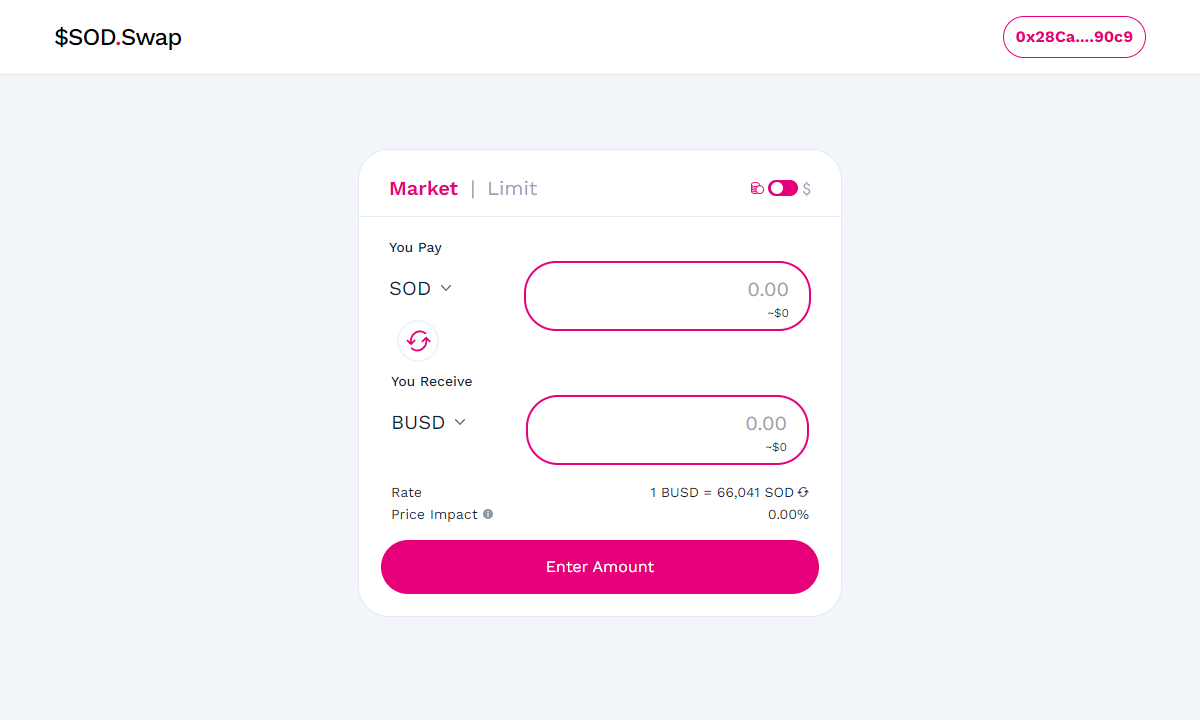 $SOD.Swap
0x28Ca....90c9
Market | Limit
$
You Pay
SOD
0.00
~$0
You Receive
BUSD
0.00
~$0
Rate 1 BUSD = 66,041 SOD
Price Impact 0.00%
Enter Amount